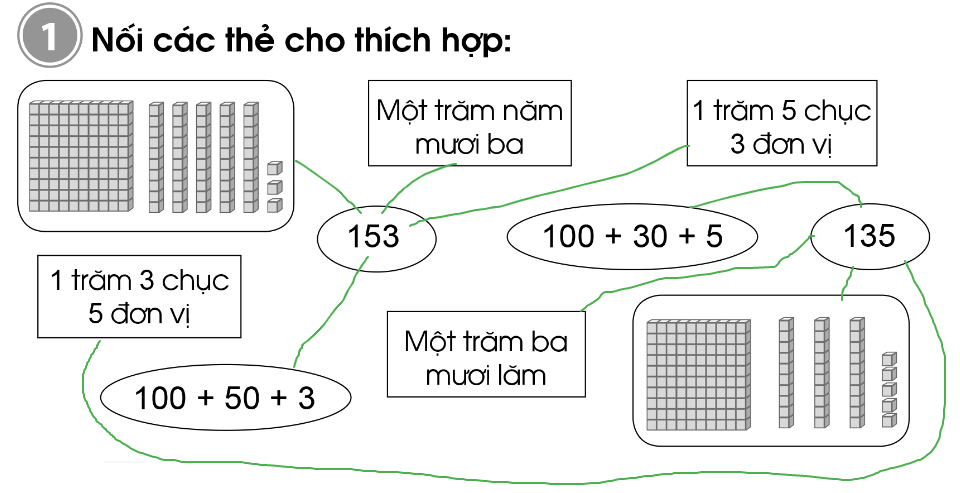 1 Nối các thẻ cho thích hợp:
Một trăm năm
mươi ba
1 trăm 5 chục
3 đơn vị
153
100 + 30 + 5
135
1 trăm 3 chục
5 đơn vị
Một trăm ba
mươi lăm
100 + 50 + 3